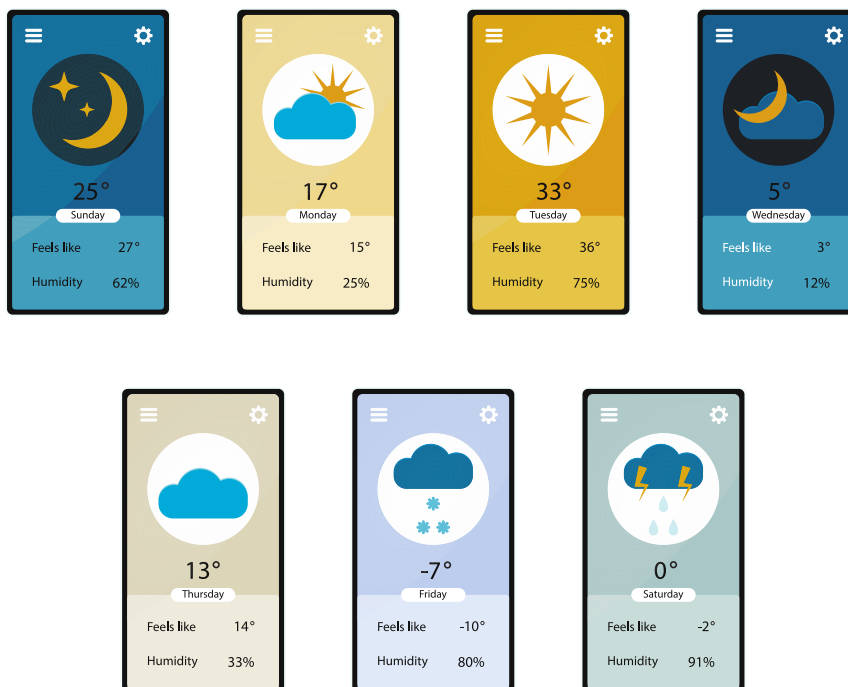 25°
Sunday
Feels like 27°
Humidity 62%
17°
Monday
Feels like 15°
Humidity 25%
33°
Tuesday
Feels like 36°
Humidity 75%
5°
Wednesday
Feels like 3°
Humidity 12%
13°
Thursday
Feels like 14°
Humidity 33%
-7°
Friday
Feels like -10°
Humidity 80%
0°
Saturday
Feels like -2°
Humidity 91%